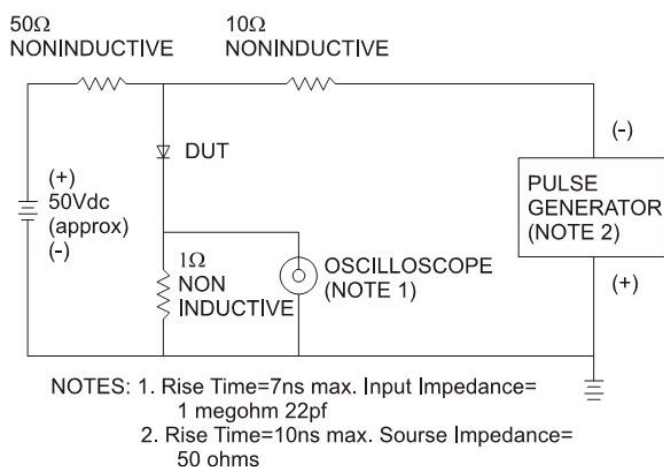 50Ω
NONINDUCTIVE
10Ω
NONINDUCTIVE
DUT
(+)
50Vdc
(approx)
(-)
1Ω
NON
INDUCTIVE
OSCILLOSCOPE
(NOTE 1)
(-)
PULSE
GENERATOR
(NOTE 2)
(+)
NOTES: 1. Rise Time=7ns max. Input Impedance=
1 megohm 22pf
2. Rise Time=10ns max. Sourse Impedance=
50 ohms